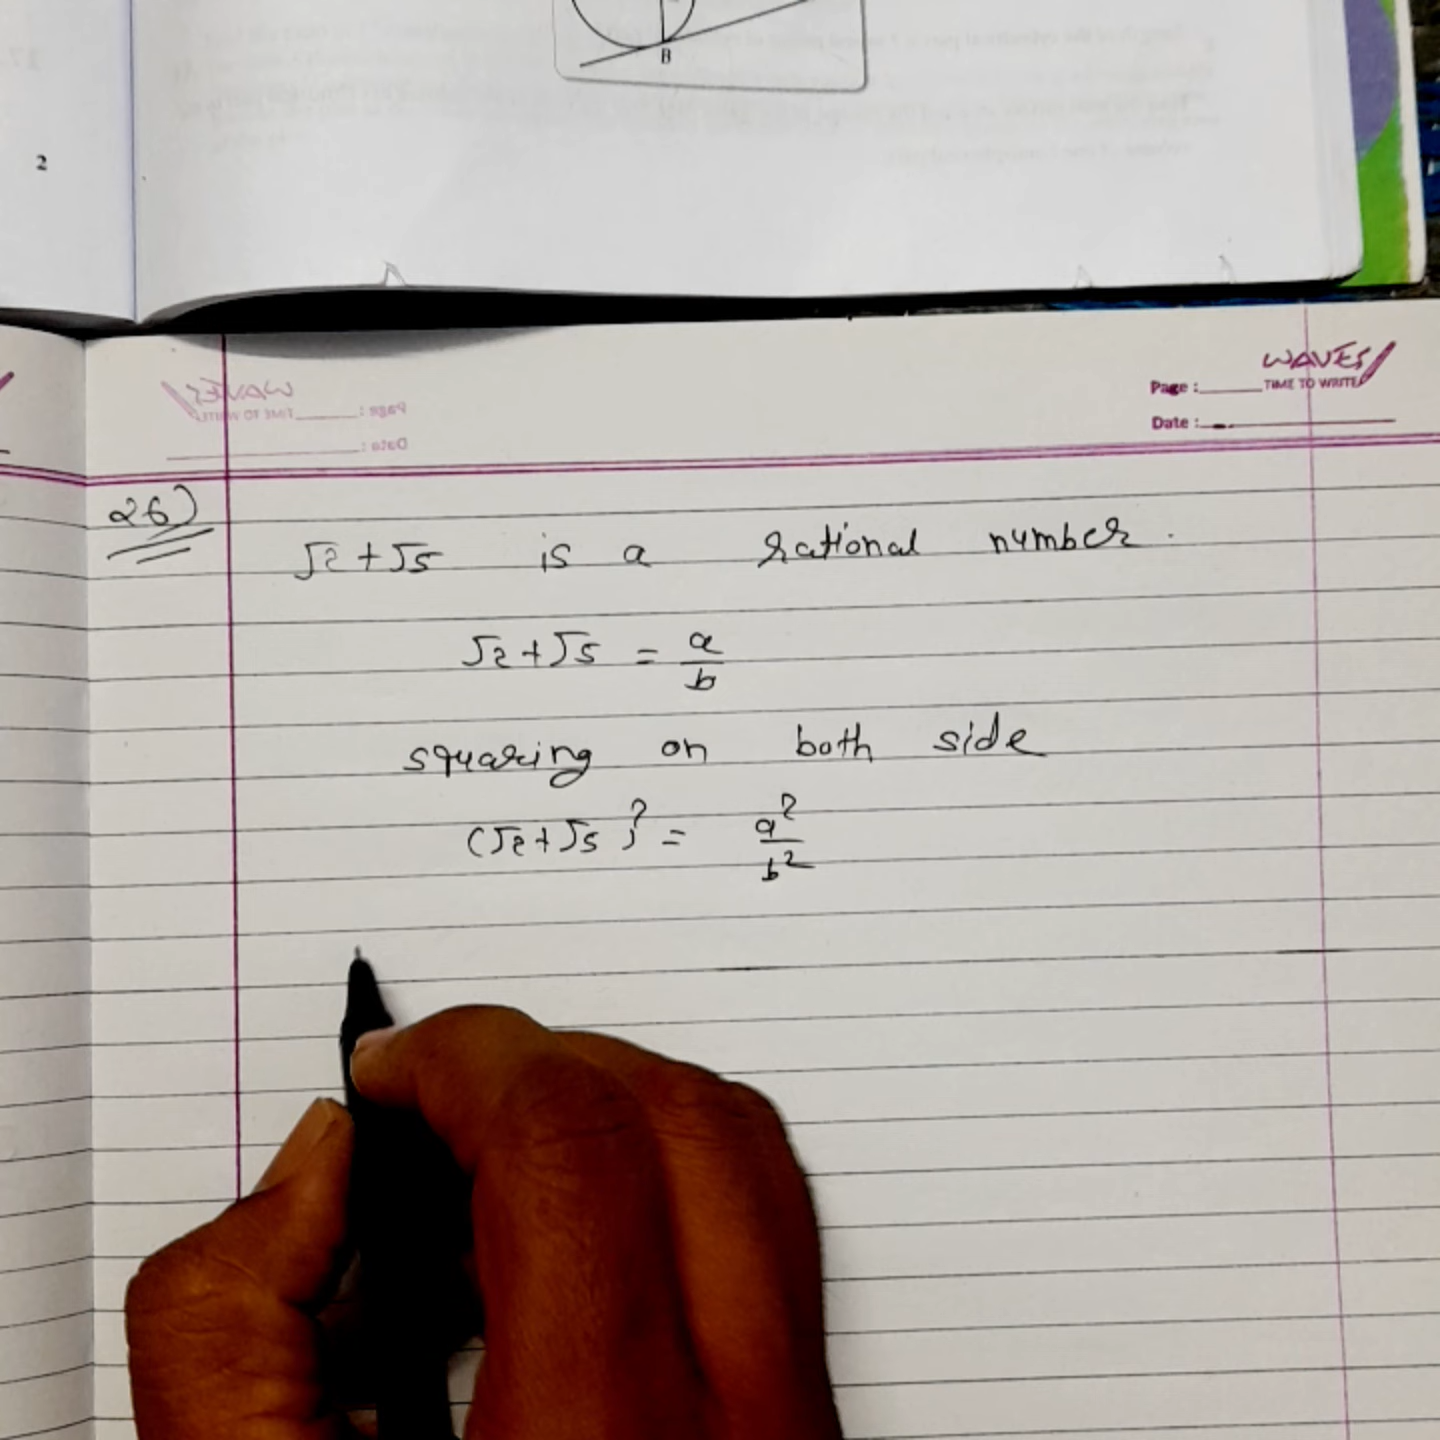 B
2
WAVES
Page : TIME TO WRITE
Date :
26)
√2 + √5 is a rational number.
√2 + √5 = a/b
squaring on both side
(√2 + √5)² = a²/b²